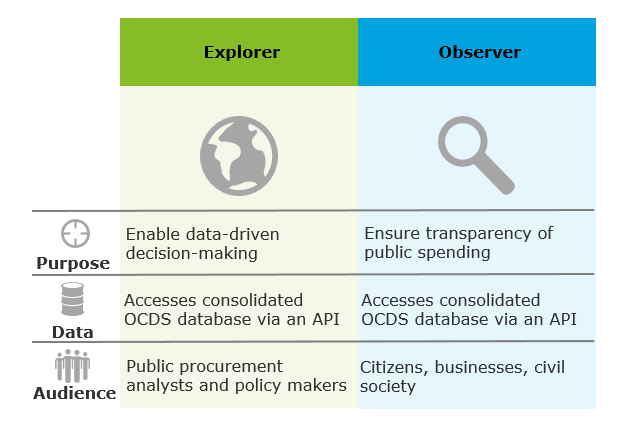 Explorer
Observer
Purpose
Enable data-driven
decision-making
Ensure transparency of
public spending
Data
Accesses consolidated
OCDS database via an API
Accesses consolidated
OCDS database via an API
Audience
Public procurement
analysts and policy makers
Citizens, businesses, civil
society